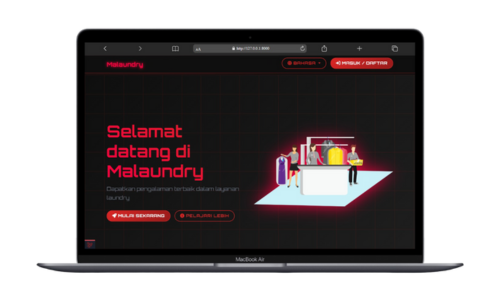 http://127.0.0.1:8000
Malaundry
BAHASA
MASUK / DAFTAR
Selamat
datang di
Malaundry
Dapatkan pengalaman terbaik dalam layanan
laundry
MULAI SEKARANG
PELAJARI LEBIH
MacBook Air